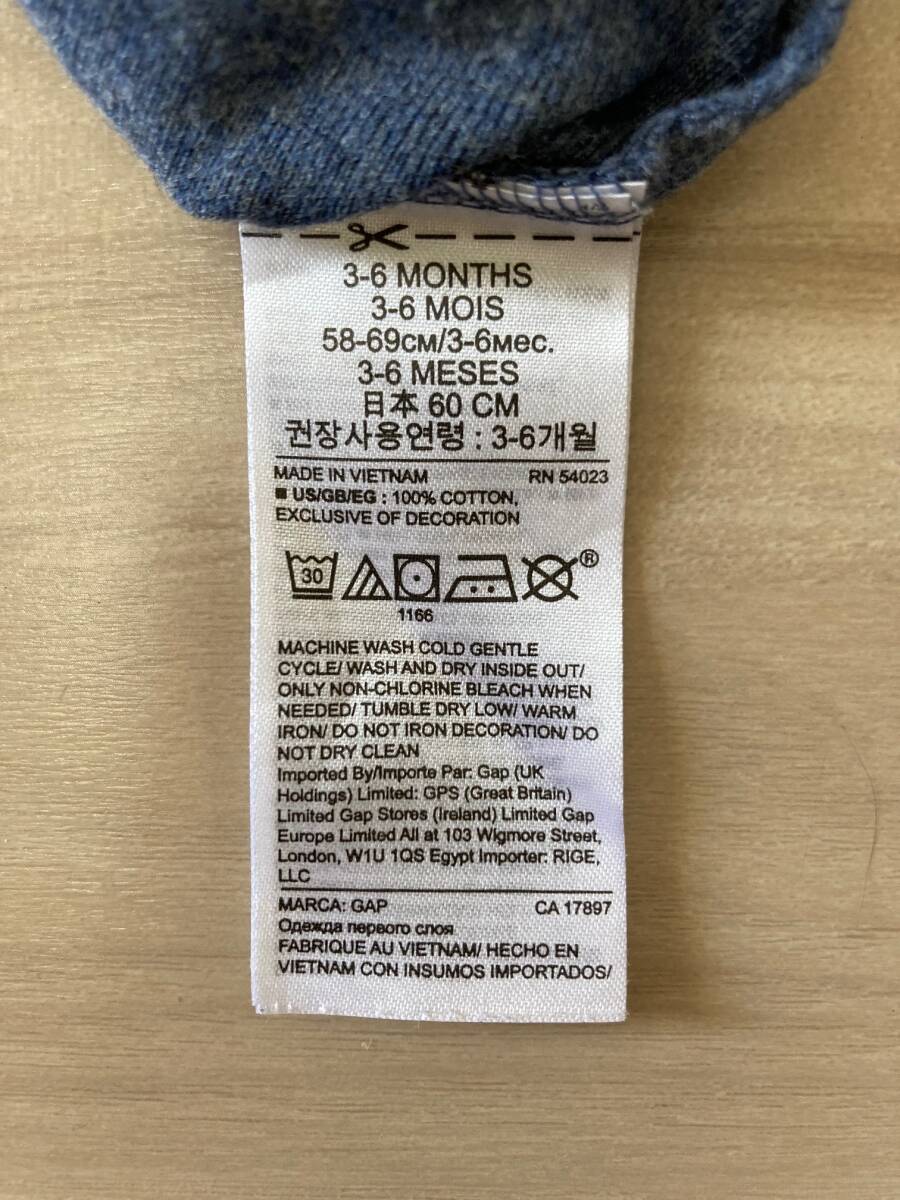 3-6 MONTHS
3-6 MOIS
58-69см/3-6мес.
3-6 MESES
日本 60 CM
권장사용연령 : 3-6개월
MADE IN VIETNAM RN 54023
■ US/GB/EG : 100% COTTON,
EXCLUSIVE OF DECORATION
30 ®
1166
MACHINE WASH COLD GENTLE
CYCLE/ WASH AND DRY INSIDE OUT/
ONLY NON-CHLORINE BLEACH WHEN
NEEDED/ TUMBLE DRY LOW/ WARM
IRON/ DO NOT IRON DECORATION/ DO
NOT DRY CLEAN
Imported By/Importe Par: Gap (UK
Holdings) Limited: GPS (Great Britain)
Limited Gap Stores (Ireland) Limited Gap
Europe Limited All at 103 Wigmore Street,
London, W1U 1QS Egypt Importer: RIGE,
LLC
MARCA: GAP CA 17897
Одежда первого слоя
FABRIQUE AU VIETNAM/ HECHO EN
VIETNAM CON INSUMOS IMPORTADOS/